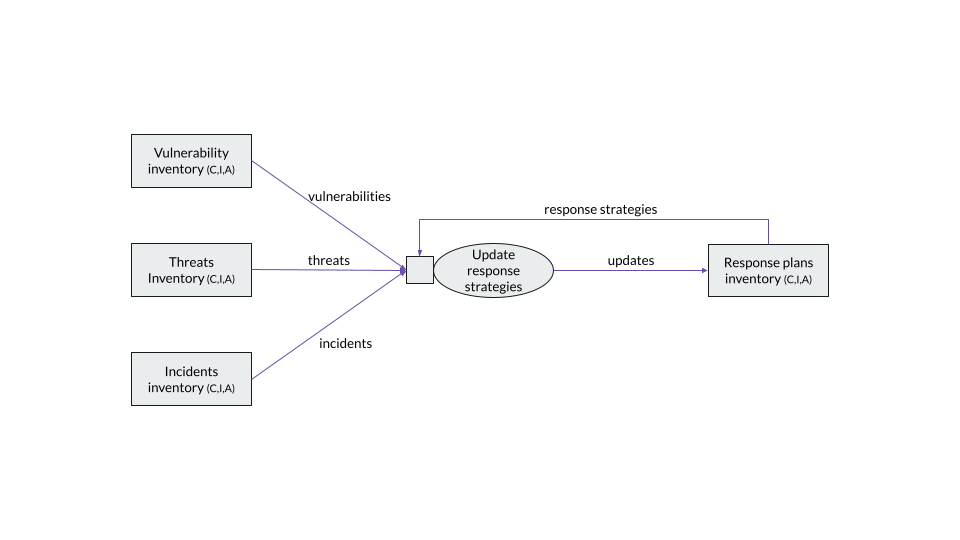 Vulnerability
inventory (C,I,A)
vulnerabilities
response strategies
Threats
Inventory (C,I,A)
threats
Update
response
strategies
updates
Response plans
inventory (C,I,A)
incidents
Incidents
inventory (C,I,A)